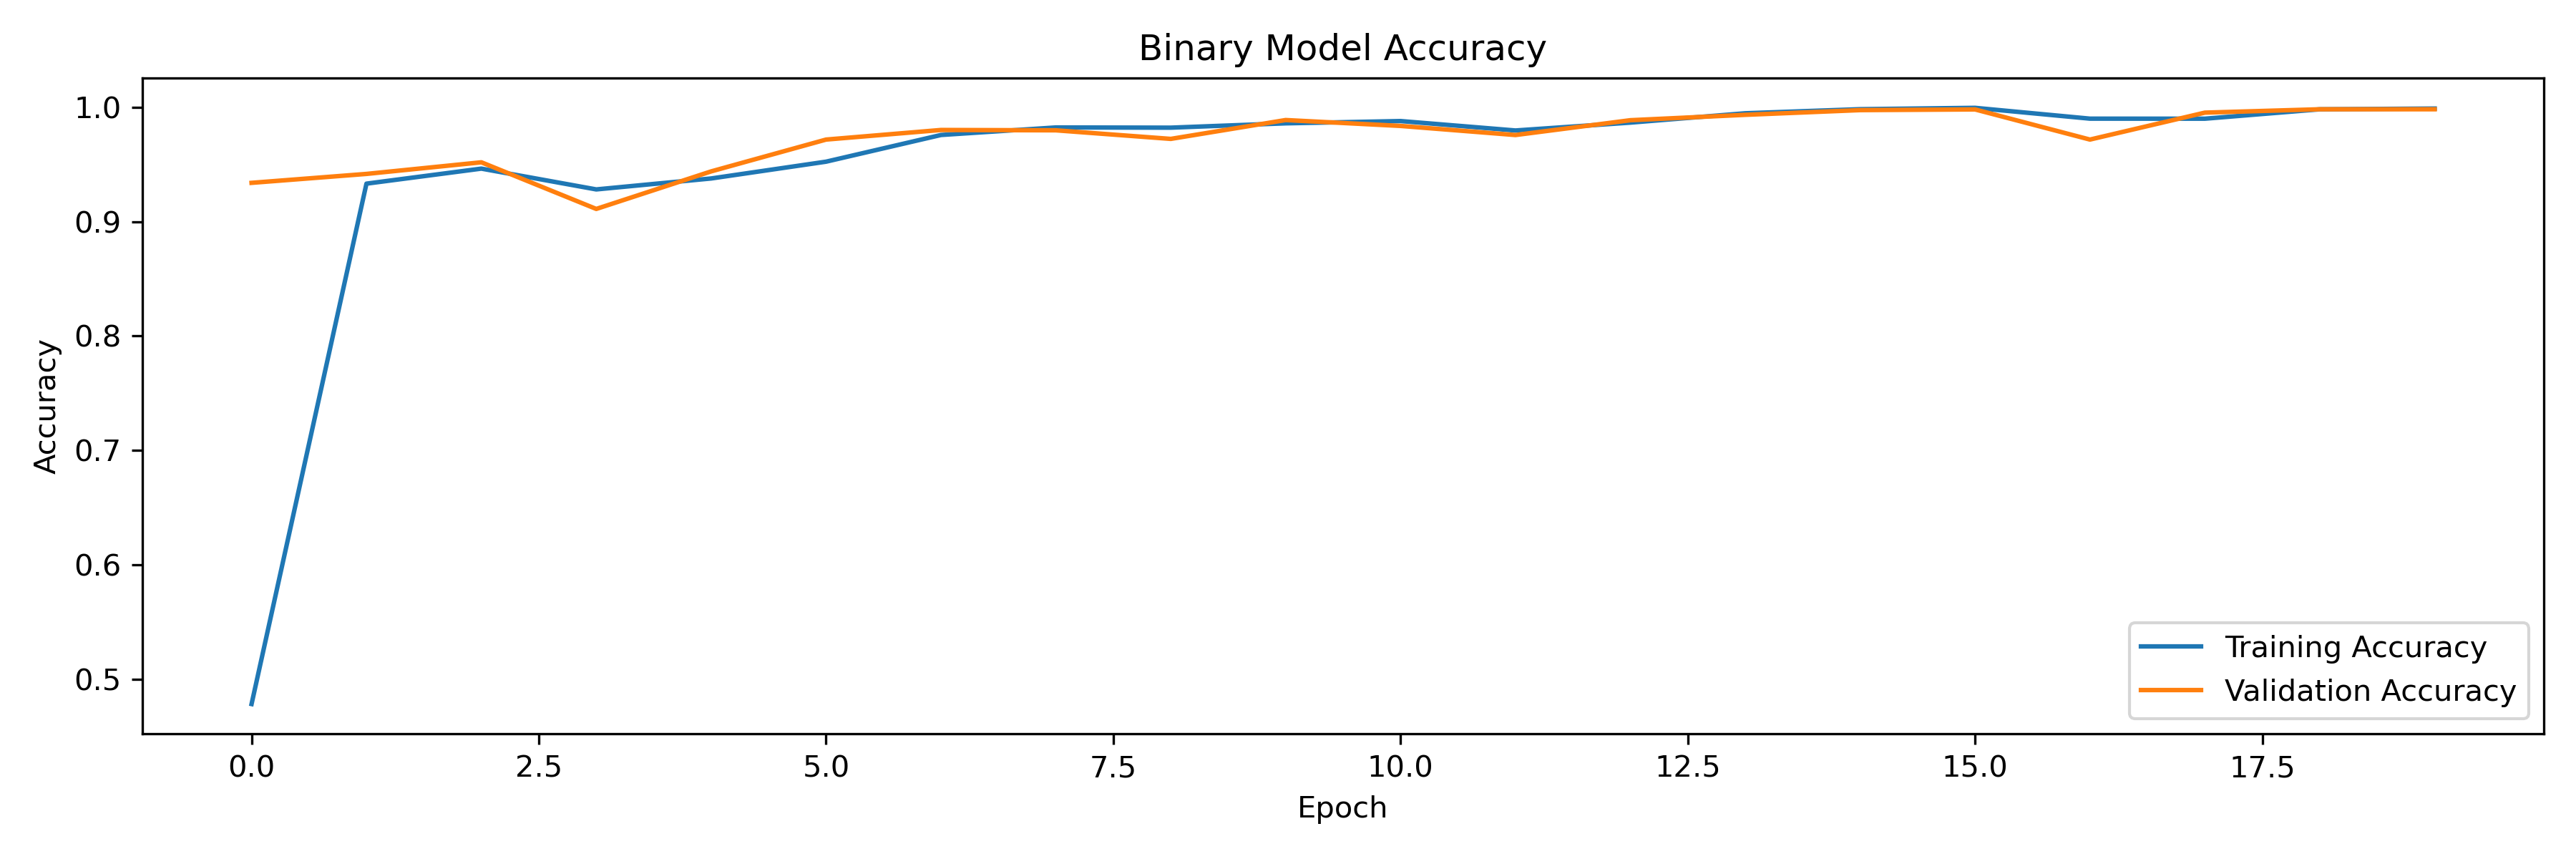 Binary Model Accuracy
1.0
0.9
0.8
0.7
0.6
0.5
Accuracy
Training Accuracy
Validation Accuracy
0.0 2.5 5.0 7.5 10.0 12.5 15.0 17.5
Epoch